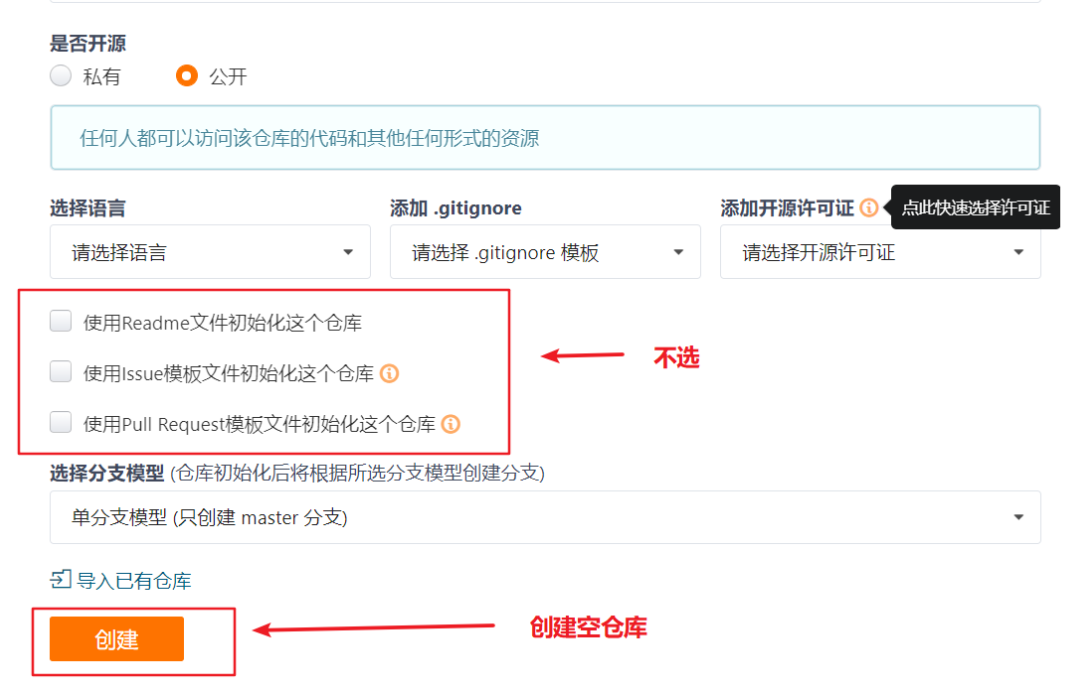 是否开源
私有 公开
任何人都可以访问该仓库的代码和其他任何形式的资源
选择语言 添加 .gitignore 添加开源许可证 点此快速选择许可证
请选择语言 请选择 .gitignore 模板 请选择开源许可证
使用Readme文件初始化这个仓库
使用Issue模板文件初始化这个仓库 不选
使用Pull Request模板文件初始化这个仓库
选择分支模型 (仓库初始化后将根据所选分支模型创建分支)
单分支模型 (只创建 master 分支)
导入已有仓库
创建 创建空仓库